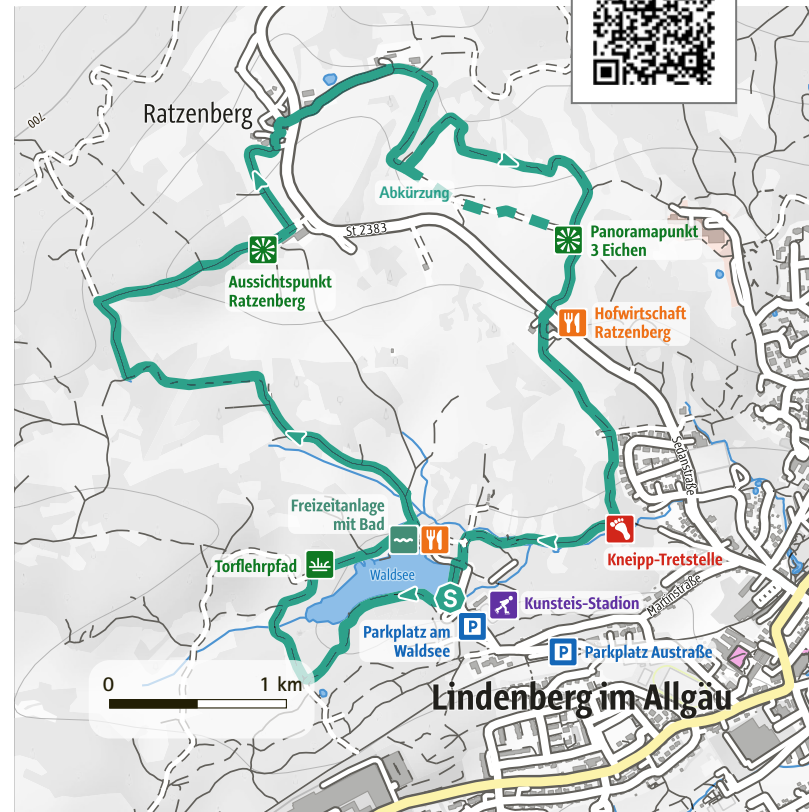 700
Ratzenberg
Abkürzung
St 2383
Panoramapunkt
3 Eichen
Aussichtspunkt
Ratzenberg
Hofwirtschaft
Ratzenberg
Sedanstraße
Freizeitanlage
mit Bad
Kneipp-Tretstelle
Torflehrpfad
Waldsee
S
Kunsteis-Stadion
Martinstraße
P
Parkplatz am
Waldsee
P
Parkplatz Austraße
0
1 km
Lindenberg im Allgäu